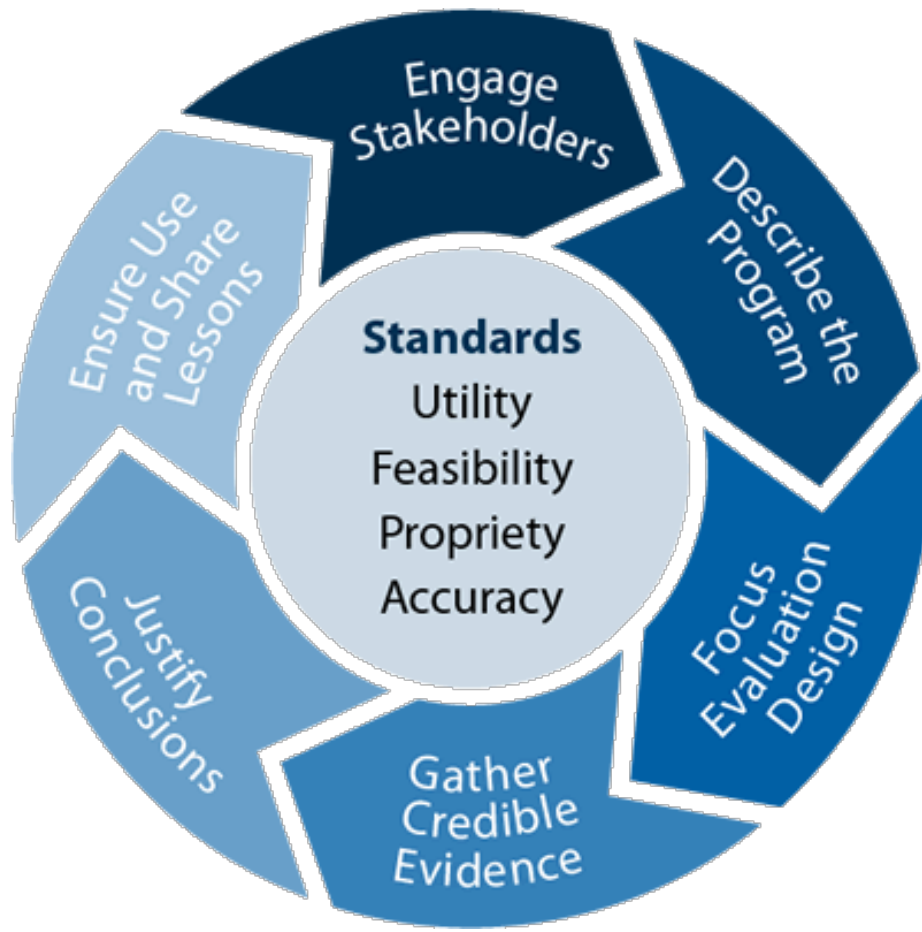 Engage
Stakeholders
Describe the
Program
Focus
Evaluation
Design
Gather
Credible
Evidence
Justify
Conclusions
Ensure Use
and Share
Lessons
Standards
Utility
Feasibility
Propriety
Accuracy